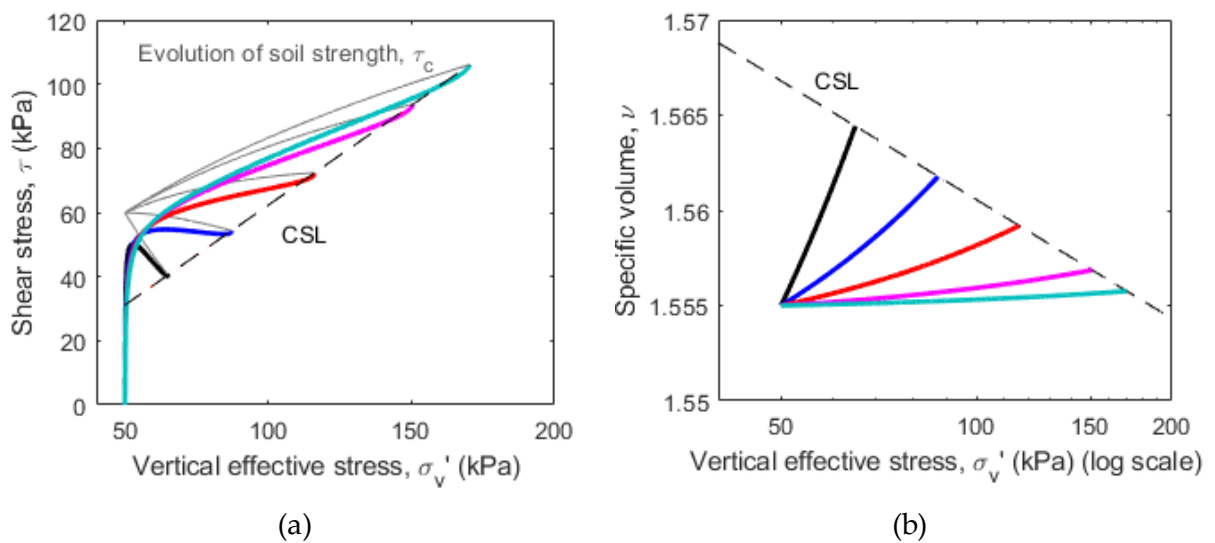 120
100
80
60
40
20
0
Shear stress, τ (kPa)
Evolution of soil strength, τc
CSL
50
100
150
200
Vertical effective stress, σv' (kPa)
(a)
1.57
1.565
1.56
1.555
1.55
Specific volume, ν
CSL
50
100
200
Vertical effective stress, σv' (kPa) (log scale)
(b)